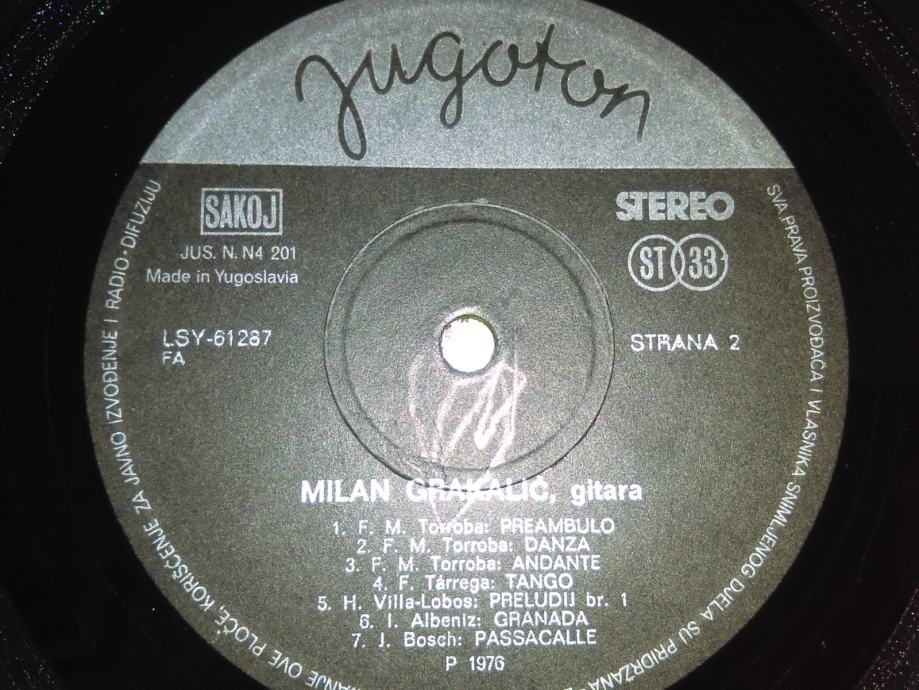 jugoton
SAKOJ
JUS. N. N4 201
Made in Yugoslavia
STEREO
ST 33
LSY-61287
FA
STRANA 2
MILAN GRAKALIĆ, gitara
1. F. M. Torroba: PREAMBULO
2. F. M. Torroba: DANZA
3. F. M. Torroba: ANDANTE
4. F. Tárrega: TANGO
5. H. Villa-Lobos: PRELUDIJ br. 1
6. I. Albeniz: GRANADA
7. J. Bosch: PASSACALLE
P 1976
SVA PRAVA PROIZVOĐAČA I VLASNIKA SNIMLJENOG DJELA SU PRIDRŽANA
ANJE OVE PLOČE, KORIŠĆENJE ZA JAVNO IZVOĐENJE I RADIO-DIFUZIJU